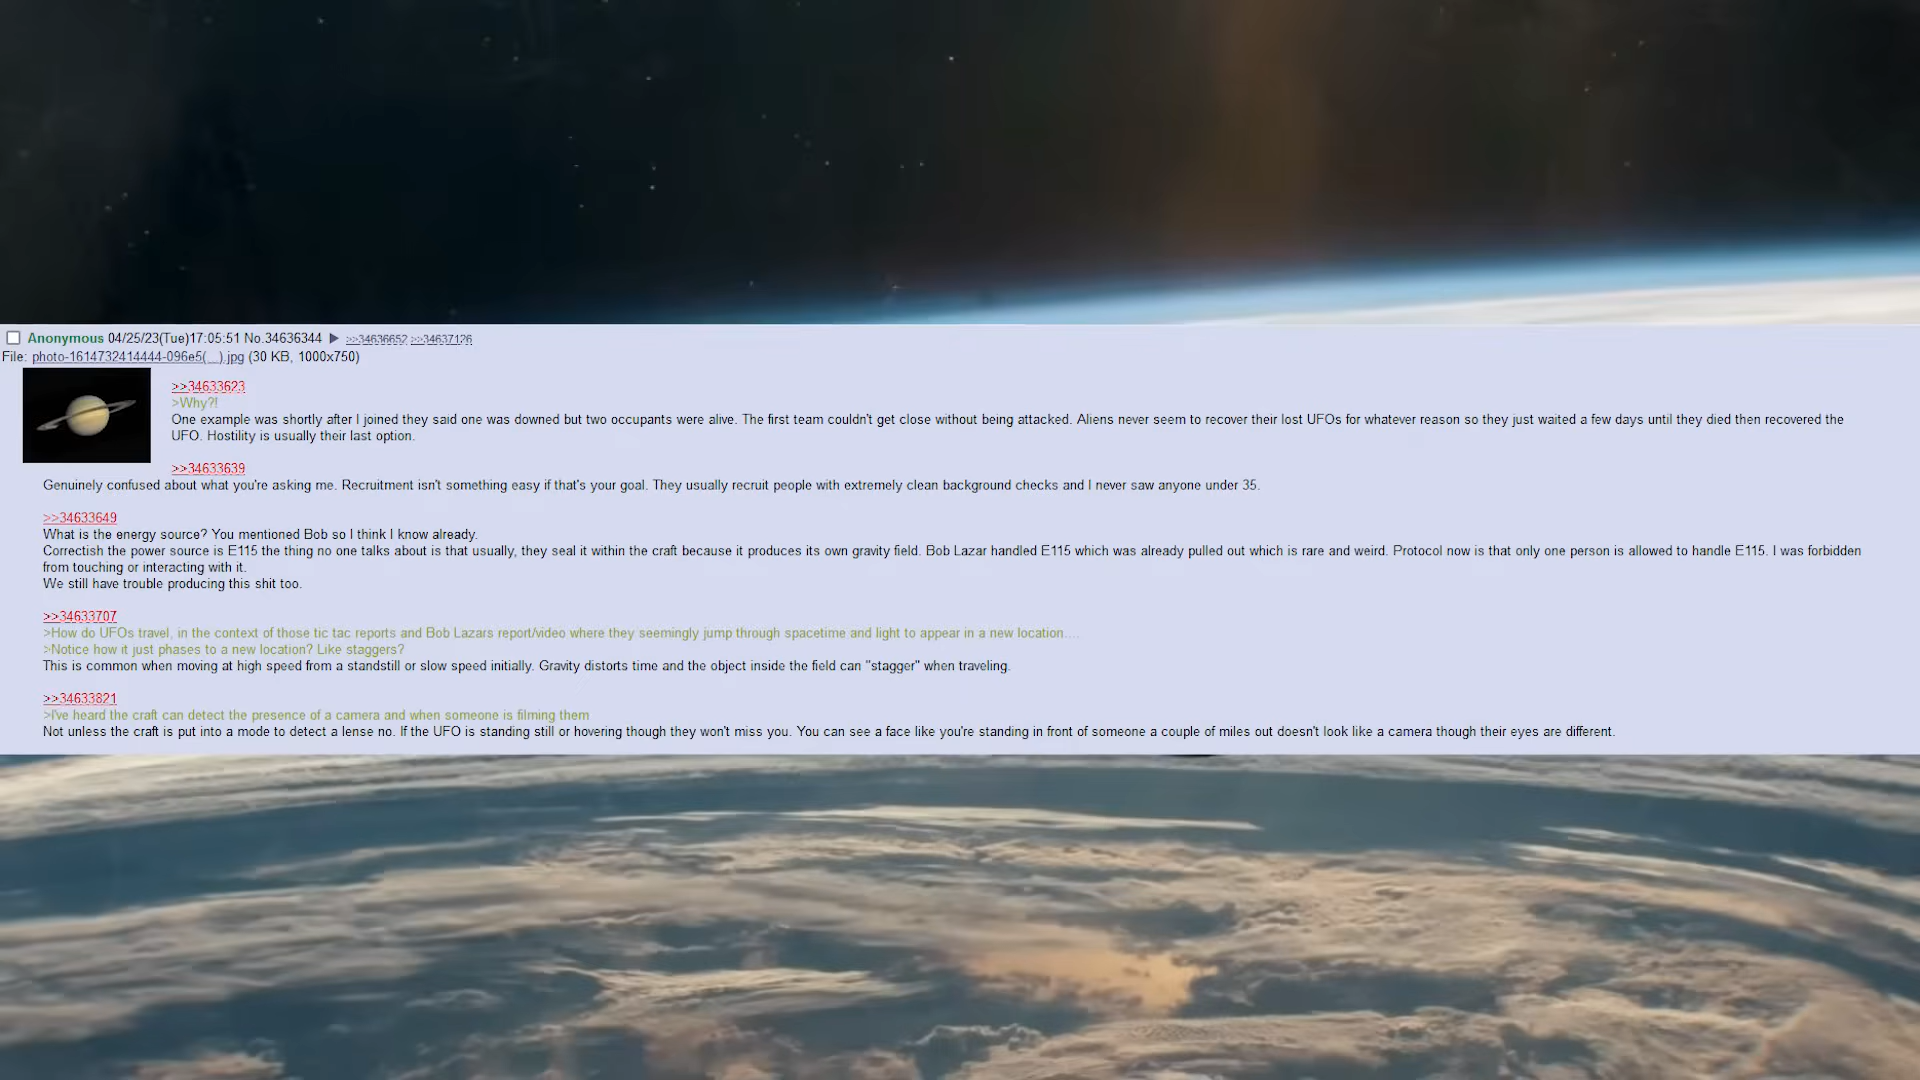 Anonymous 04/25/23(Tue)17:05:51 No.34636344 ▶ >>34636652 >>34637126
File: photo-1614732414444-096e5(__).jpg (30 KB, 1000x750)
>>34633623
>Why?!
One example was shortly after I joined they said one was downed but two occupants were alive. The first team couldn't get close without being attacked. Aliens never seem to recover their lost UFOs for whatever reason so they just waited a few days until they died then recovered the
UFO. Hostility is usually their last option.
>>34633639
Genuinely confused about what you're asking me. Recruitment isn't something easy if that's your goal. They usually recruit people with extremely clean background checks and I never saw anyone under 35.
>>34633649
What is the energy source? You mentioned Bob so I think I know already.
Correctish the power source is E115 the thing no one talks about is that usually, they seal it within the craft because it produces its own gravity field. Bob Lazar handled E115 which was already pulled out which is rare and weird. Protocol now is that only one person is allowed to handle E115. I was forbidden
from touching or interacting with it.
We still have trouble producing this shit too.
>>34633707
>How do UFOs travel, in the context of those tic tac reports and Bob Lazars report/video where they seemingly jump through spacetime and light to appear in a new location....
>Notice how it just phases to a new location? Like staggers?
This is common when moving at high speed from a standstill or slow speed initially. Gravity distorts time and the object inside the field can "stagger" when traveling.
>>34633821
>I've heard the craft can detect the presence of a camera and when someone is filming them
Not unless the craft is put into a mode to detect a lense no. If the UFO is standing still or hovering though they won't miss you. You can see a face like you're standing in front of someone a couple of miles out doesn't look like a camera though their eyes are different.